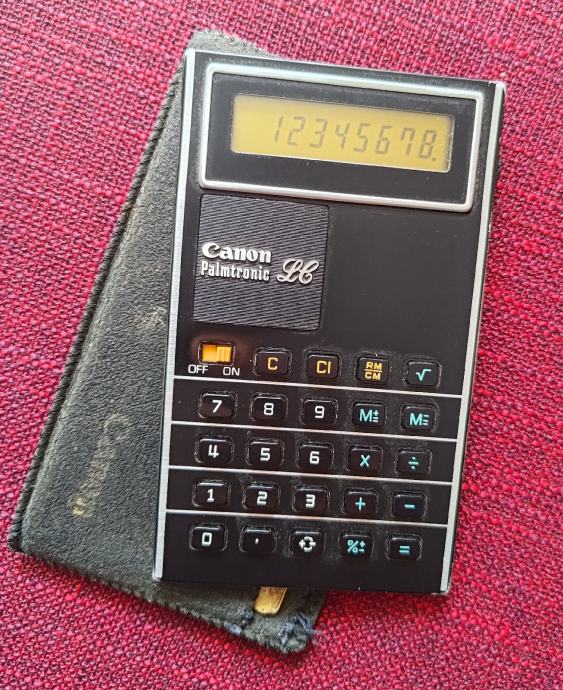 12345678.
Canon
Palmtronic LC
OFF ON C CI RM CM √
7 8 9 M± M=
4 5 6 × ÷
1 2 3 + -
0 · %± =